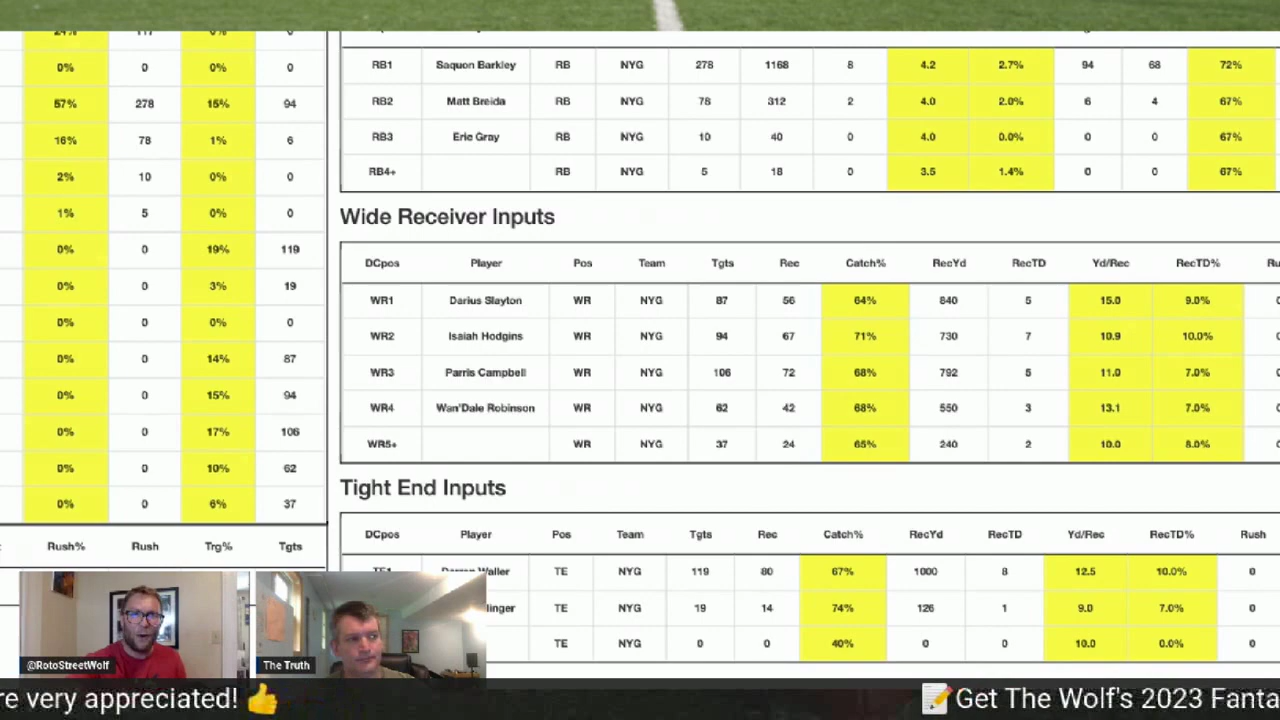 24% 117 0% 0
0% 0 0% 0
57% 278 15% 94
16% 78 1% 6
2% 10 0% 0
1% 5 0% 0
0% 0 19% 119
0% 0 3% 19
0% 0 0% 0
0% 0 14% 87
0% 0 15% 94
0% 0 17% 106
0% 0 10% 62
0% 0 6% 37
Rush% Rush Trg% Tgts
RB1 Saquon Barkley RB NYG 278 1168 8 4.2 2.7% 94 68 72%
RB2 Matt Breida RB NYG 78 312 2 4.0 2.0% 6 4 67%
RB3 Eric Gray RB NYG 10 40 0 4.0 0.0% 0 0 67%
RB4+ RB NYG 5 18 0 3.5 1.4% 0 0 67%
Wide Receiver Inputs
DCpos Player Pos Team Tgts Rec Catch% RecYd RecTD Yd/Rec RecTD% Ru
WR1 Darius Slayton WR NYG 87 56 64% 840 5 15.0 9.0%
WR2 Isaiah Hodgins WR NYG 94 67 71% 730 7 10.9 10.0%
WR3 Parris Campbell WR NYG 106 72 68% 792 5 11.0 7.0%
WR4 Wan'Dale Robinson WR NYG 62 42 68% 550 3 13.1 7.0%
WR5+ WR NYG 37 24 65% 240 2 10.0 8.0%
Tight End Inputs
DCpos Player Pos Team Tgts Rec Catch% RecYd RecTD Yd/Rec RecTD% Rush
TE1 Darren Waller TE NYG 119 80 67% 1000 8 12.5 10.0% 0
linger TE NYG 19 14 74% 126 1 9.0 7.0% 0
TE NYG 0 0 40% 0 0 10.0 0.0% 0
@RotoStreetWolf
The Truth
re very appreciated! 👍 📝Get The Wolf's 2023 Fanta